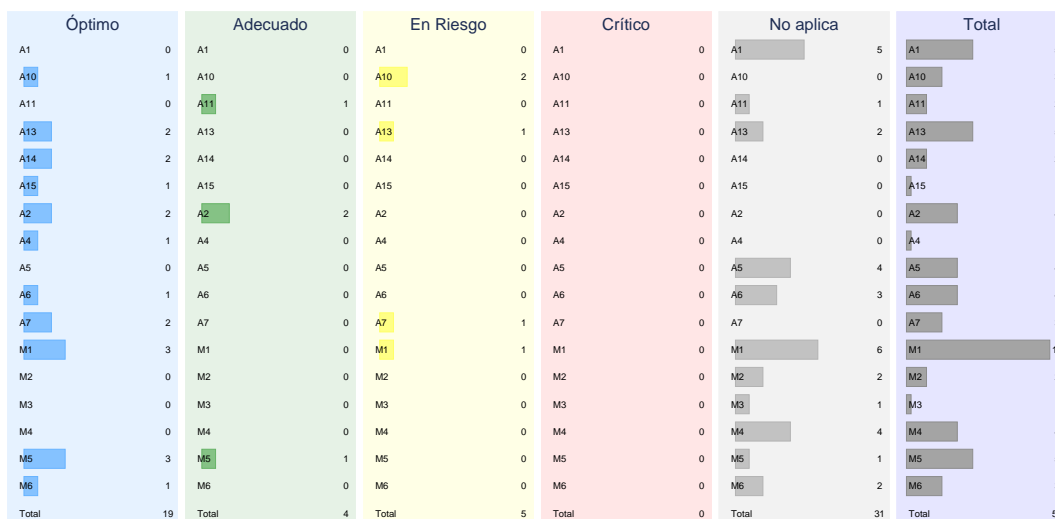 Óptimo Adecuado En Riesgo Crítico No aplica Total
A1 0 A1 0 A1 0 A1 0 A1 5 A1
A10 1 A10 0 A10 2 A10 0 A10 0 A10
A11 0 A11 1 A11 0 A11 0 A11 1 A11
A13 2 A13 0 A13 1 A13 0 A13 2 A13
A14 2 A14 0 A14 0 A14 0 A14 0 A14
A15 1 A15 0 A15 0 A15 0 A15 0 A15
A2 2 A2 2 A2 0 A2 0 A2 0 A2
A4 1 A4 0 A4 0 A4 0 A4 0 A4
A5 0 A5 0 A5 0 A5 0 A5 4 A5
A6 1 A6 0 A6 0 A6 0 A6 3 A6
A7 2 A7 0 A7 1 A7 0 A7 0 A7
M1 3 M1 0 M1 1 M1 0 M1 6 M1
M2 0 M2 0 M2 0 M2 0 M2 2 M2
M3 0 M3 0 M3 0 M3 0 M3 1 M3
M4 0 M4 0 M4 0 M4 0 M4 4 M4
M5 3 M5 1 M5 0 M5 0 M5 1 M5
M6 1 M6 0 M6 0 M6 0 M6 2 M6
Total 19 Total 4 Total 5 Total 0 Total 31 Total